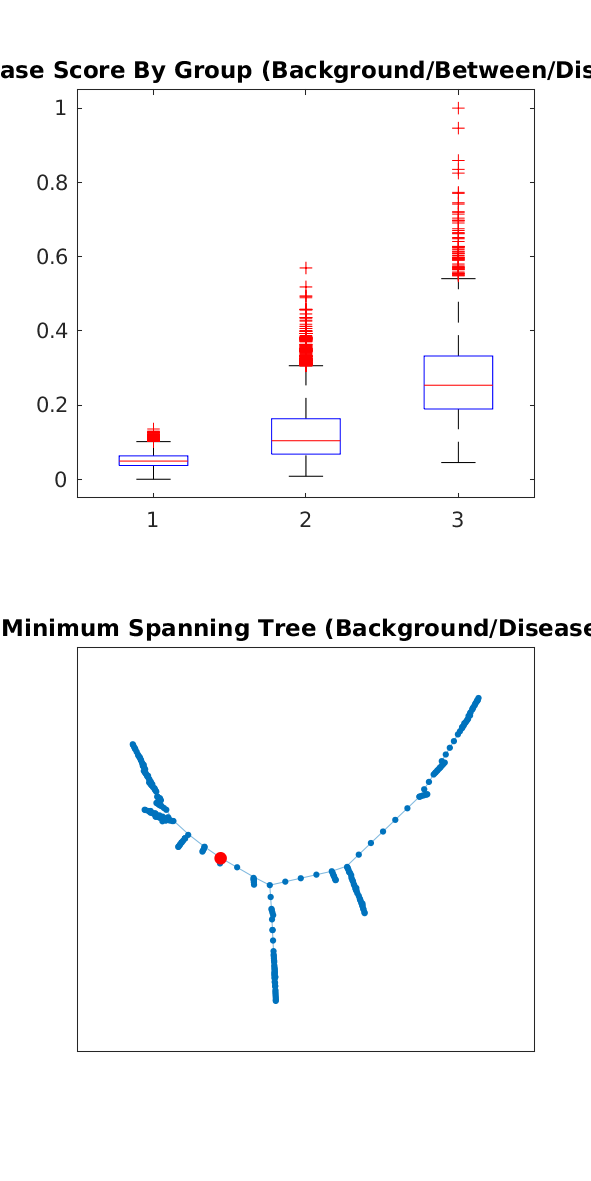 ase Score By Group (Background/Between/Dis
1
0.8
0.6
0.4
0.2
0
1 2 3
Minimum Spanning Tree (Background/Disease